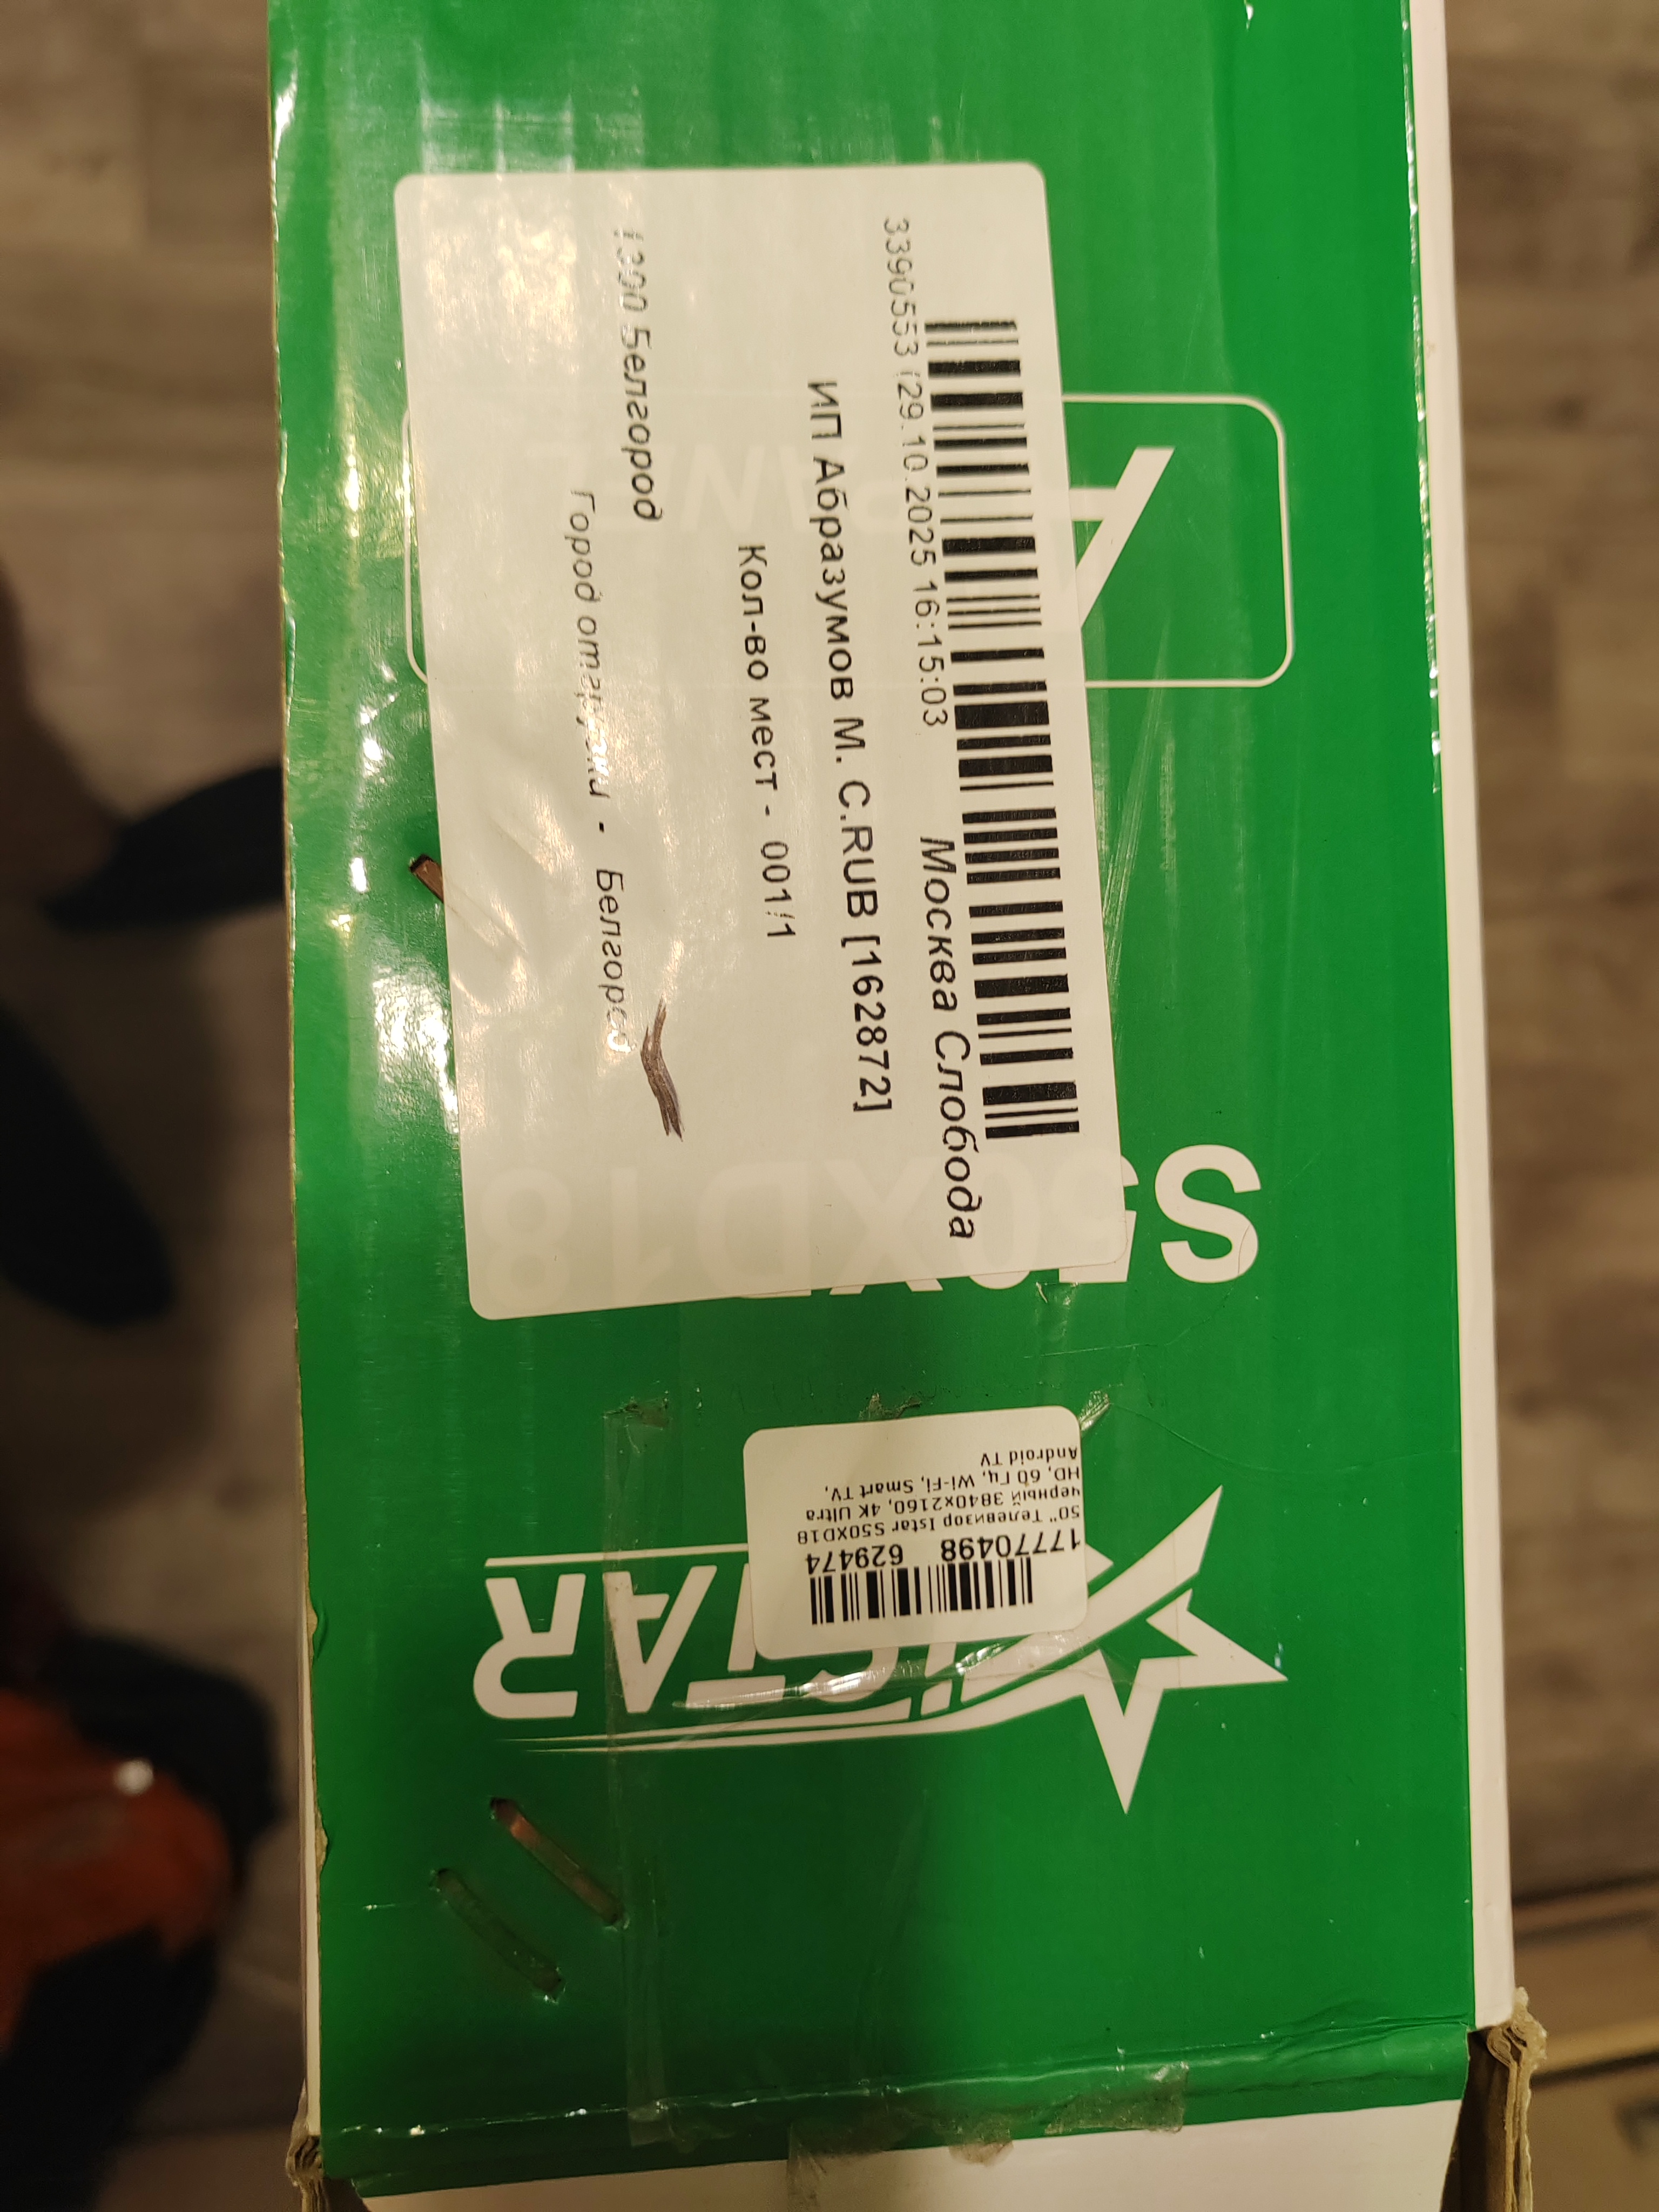 3390553 (29.10.2025 16:15:03
Москва Слобода
ИП Абразумов М. С.RUB [162872]
Кол-во мест - 001/1
Белгород
Город отгрузки - Белгород
S50XD18
17770498 629474
50" Телевизор Istar S50XD18
черный 3840x2160, 4K Ultra
HD, 60 Гц, Wi-Fi, Smart TV,
Android TV
iSTAR